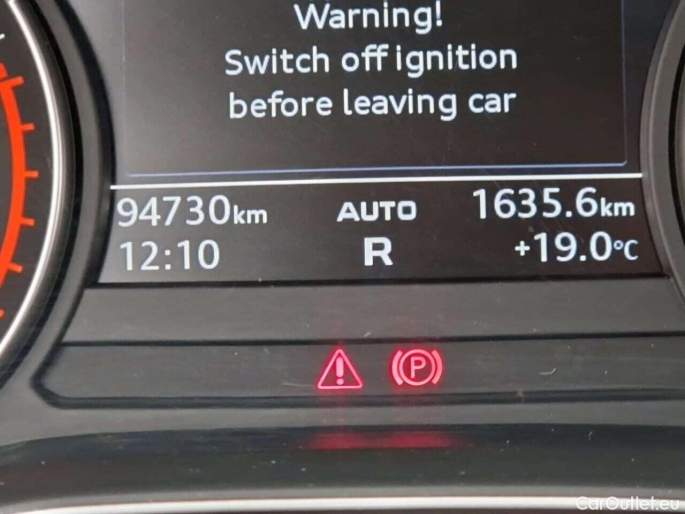 Warning!
Switch off ignition
before leaving car
94730km AUTO 1635.6km
12:10 R +19.0°C
P
CarOutlet.eu